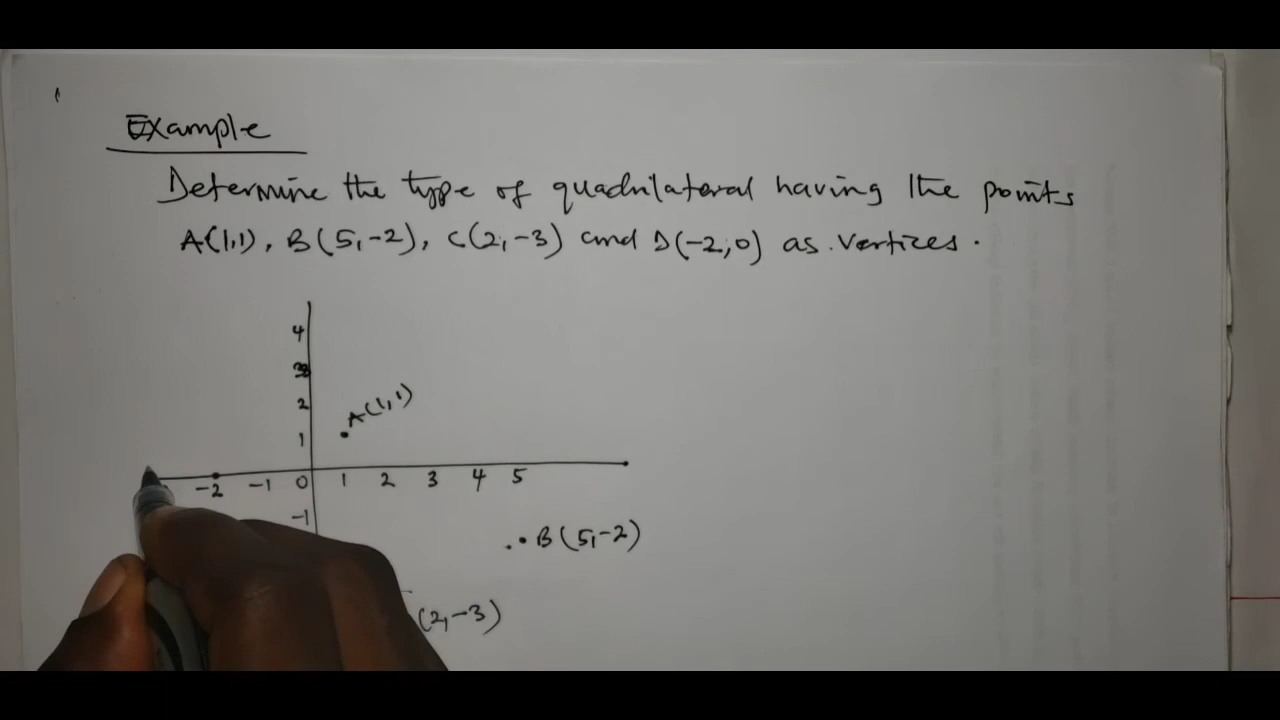 Example
Determine the type of quadrilateral having the points
A(1,1), B(5,-2), C(2,-3) and D(-2,0) as vertices.
4
3
2
A(1,1)
1
-2 -1 0 1 2 3 4 5
-1
B(5,-2)
(2,-3)